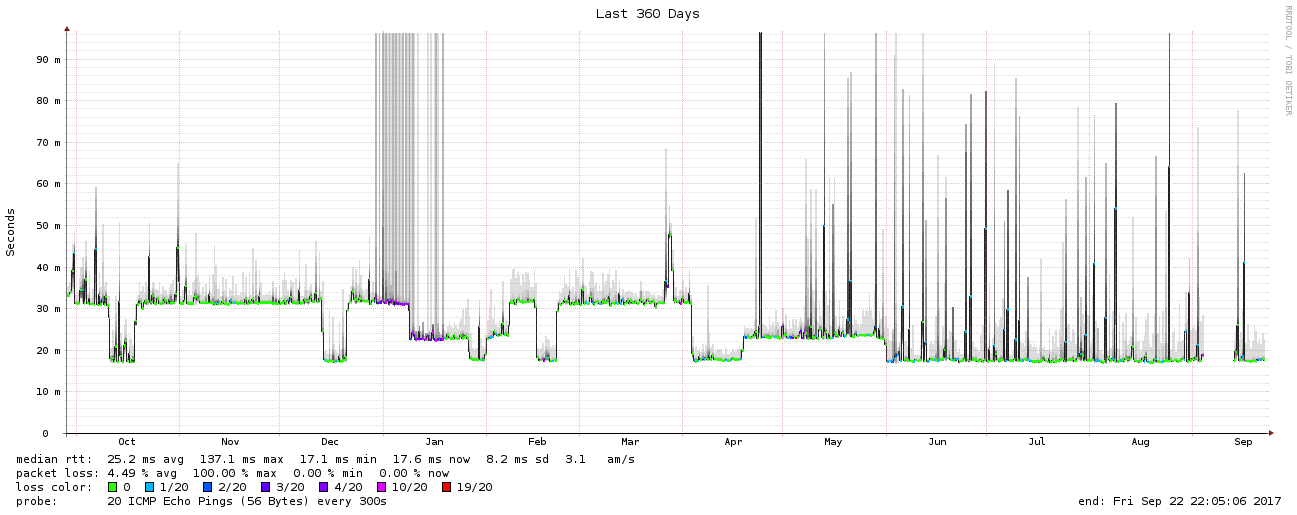 Last 360 Days
RRDTOOL / TOBI OETIKER
Seconds
90 m
80 m
70 m
60 m
50 m
40 m
30 m
20 m
10 m
0
Oct Nov Dec Jan Feb Mar Apr May Jun Jul Aug Sep
median rtt: 25.2 ms avg 137.1 ms max 17.1 ms min 17.6 ms now 8.2 ms sd 3.1 am/s
packet loss: 4.49 % avg 100.00 % max 0.00 % min 0.00 % now
loss color: 0 1/20 2/20 3/20 4/20 10/20 19/20
probe: 20 ICMP Echo Pings (56 Bytes) every 300s end: Fri Sep 22 22:05:06 2017